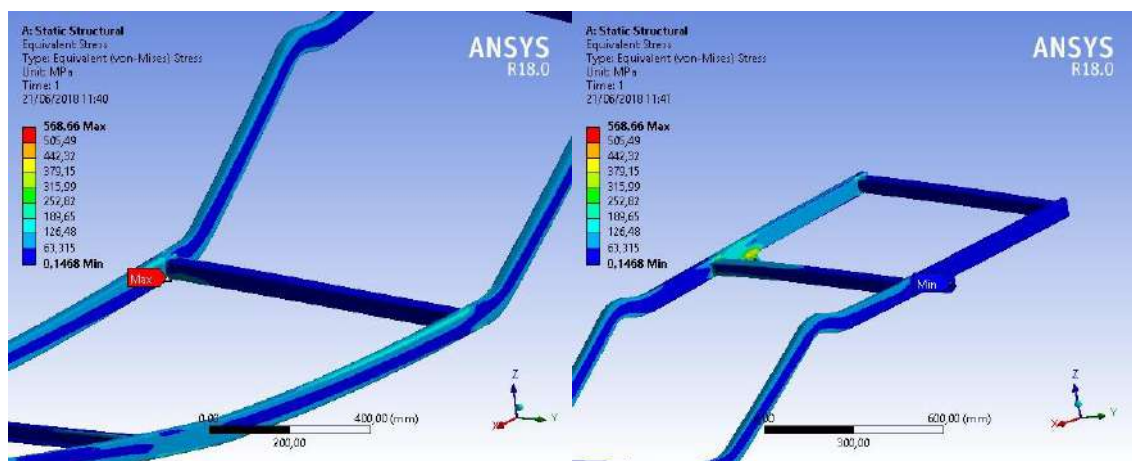 A: Static Structural
Equivalent Stress
Type: Equivalent (von-Mises) Stress
Unit: MPa
Time: 1
21/06/2018 11:40
568.66 Max
505,49
442,32
379,15
315,99
252,82
189,65
126,48
63,315
0,1468 Min
ANSYS
R18.0
Max
0,00
400,00 (mm)
200,00
Z
X
Y
A: Static Structural
Equivalent Stress
Type: Equivalent (von-Mises) Stress
Unit: MPa
Time: 1
21/06/2018 11:41
568.66 Max
505,49
442,32
379,15
315,99
252,82
189,65
126,48
63,315
0,1468 Min
ANSYS
R18.0
Min
600,00 (mm)
300,00
Z
X
Y